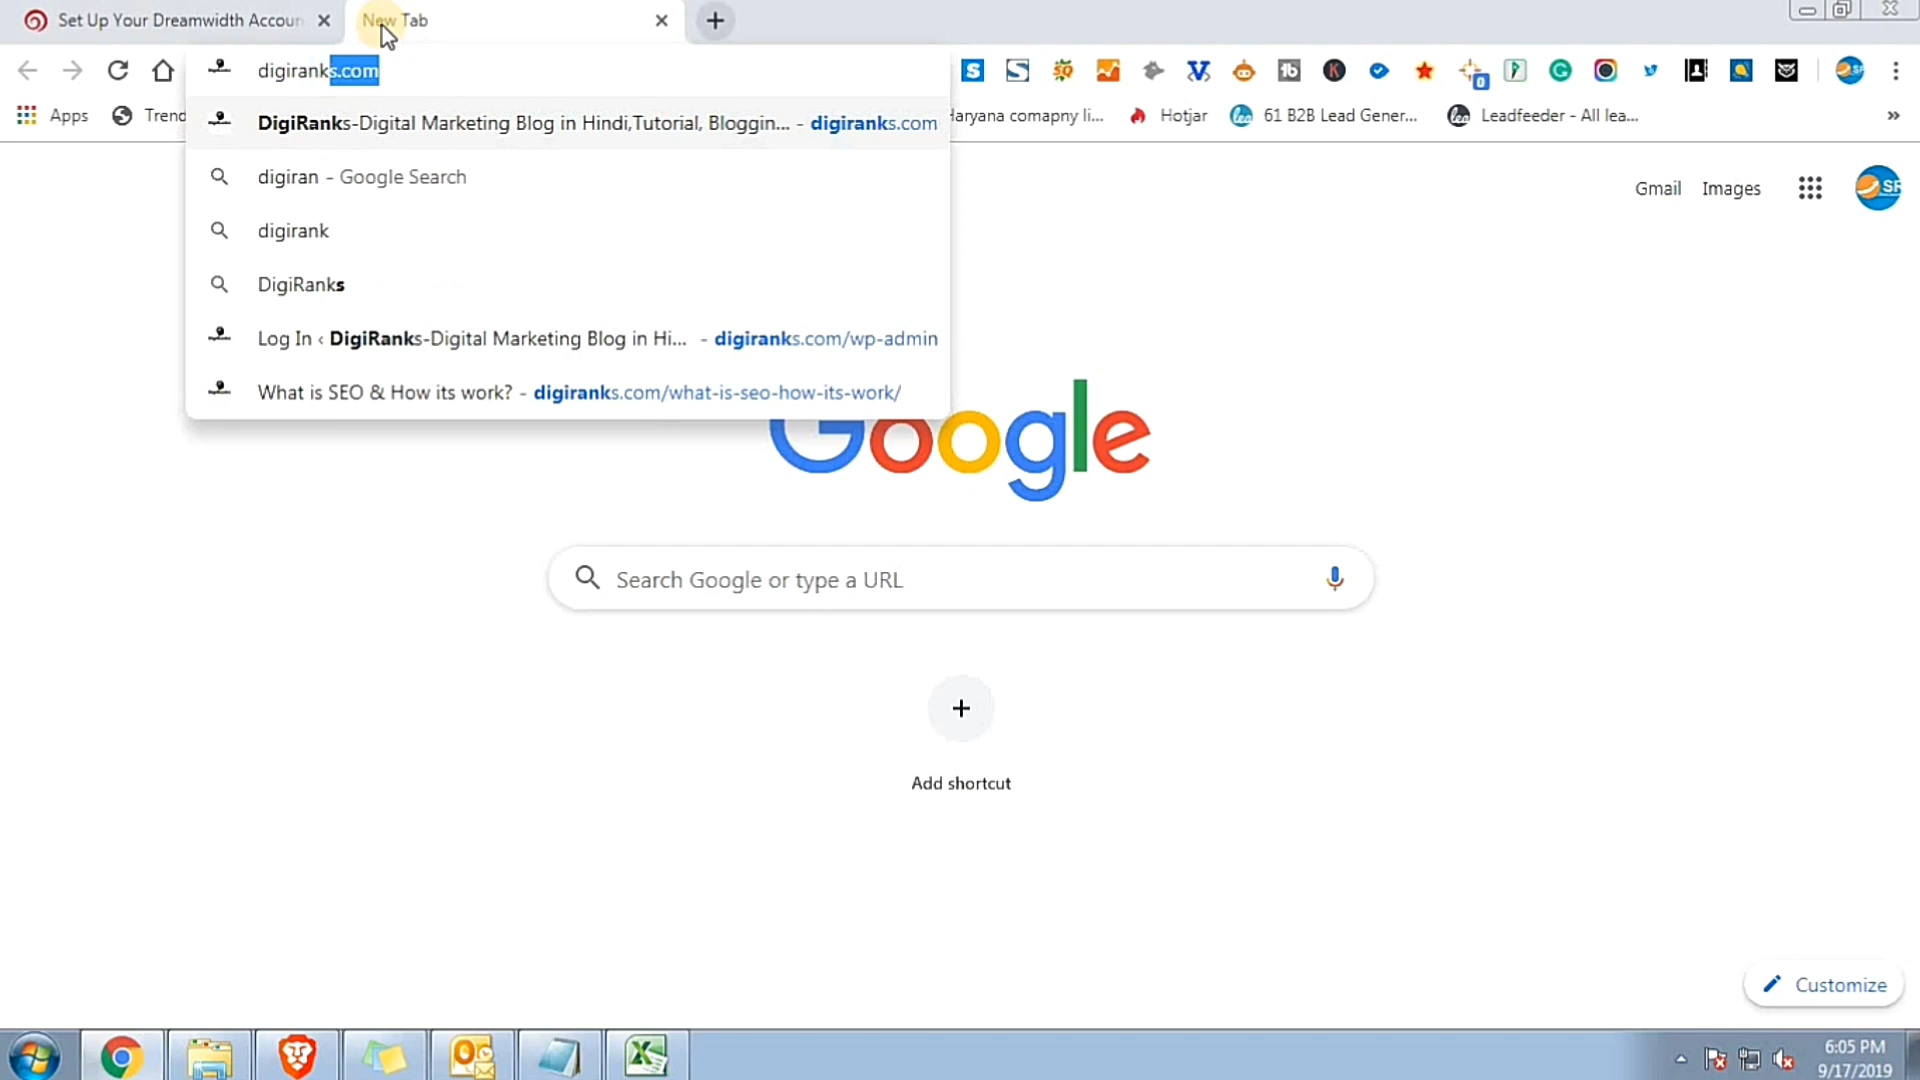 Set Up Your Dreamwidth Accoun
New Tab
digiranks.com
DigiRanks-Digital Marketing Blog in Hindi,Tutorial, Bloggin... - digiranks.com
digiran - Google Search
digirank
DigiRanks
Log In ‹ DigiRanks-Digital Marketing Blog in Hi... - digiranks.com/wp-admin
What is SEO & How its work? - digiranks.com/what-is-seo-how-its-work/
0
Apps
Trend
Haryana comapny li...
Hotjar
61 B2B Lead Gener...
Leadfeeder - All lea...
Gmail
Images
SR
Google
Search Google or type a URL
Add shortcut
Customize
6:05 PM
9/17/2019